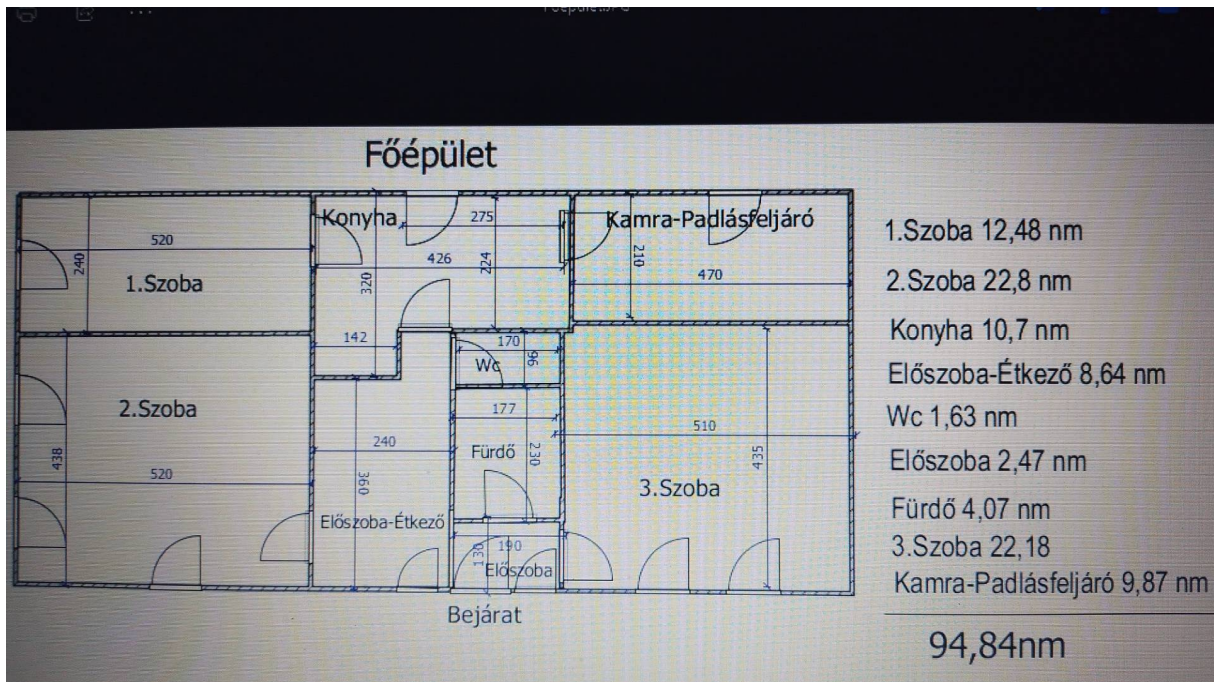 Főépület
Konyha
275
Kamra-Padlásfeljáró
520
240
1.Szoba
426
224
320
210
470
142
170
96
Wc
2.Szoba
177
510
438
240
Fürdő
230
435
520
360
3.Szoba
Előszoba-Étkező
190
130
Előszoba
Bejárat
1.Szoba 12,48 nm
2.Szoba 22,8 nm
Konyha 10,7 nm
Előszoba-Étkező 8,64 nm
Wc 1,63 nm
Előszoba 2,47 nm
Fürdő 4,07 nm
3.Szoba 22,18
Kamra-Padlásfeljáró 9,87 nm
94,84nm